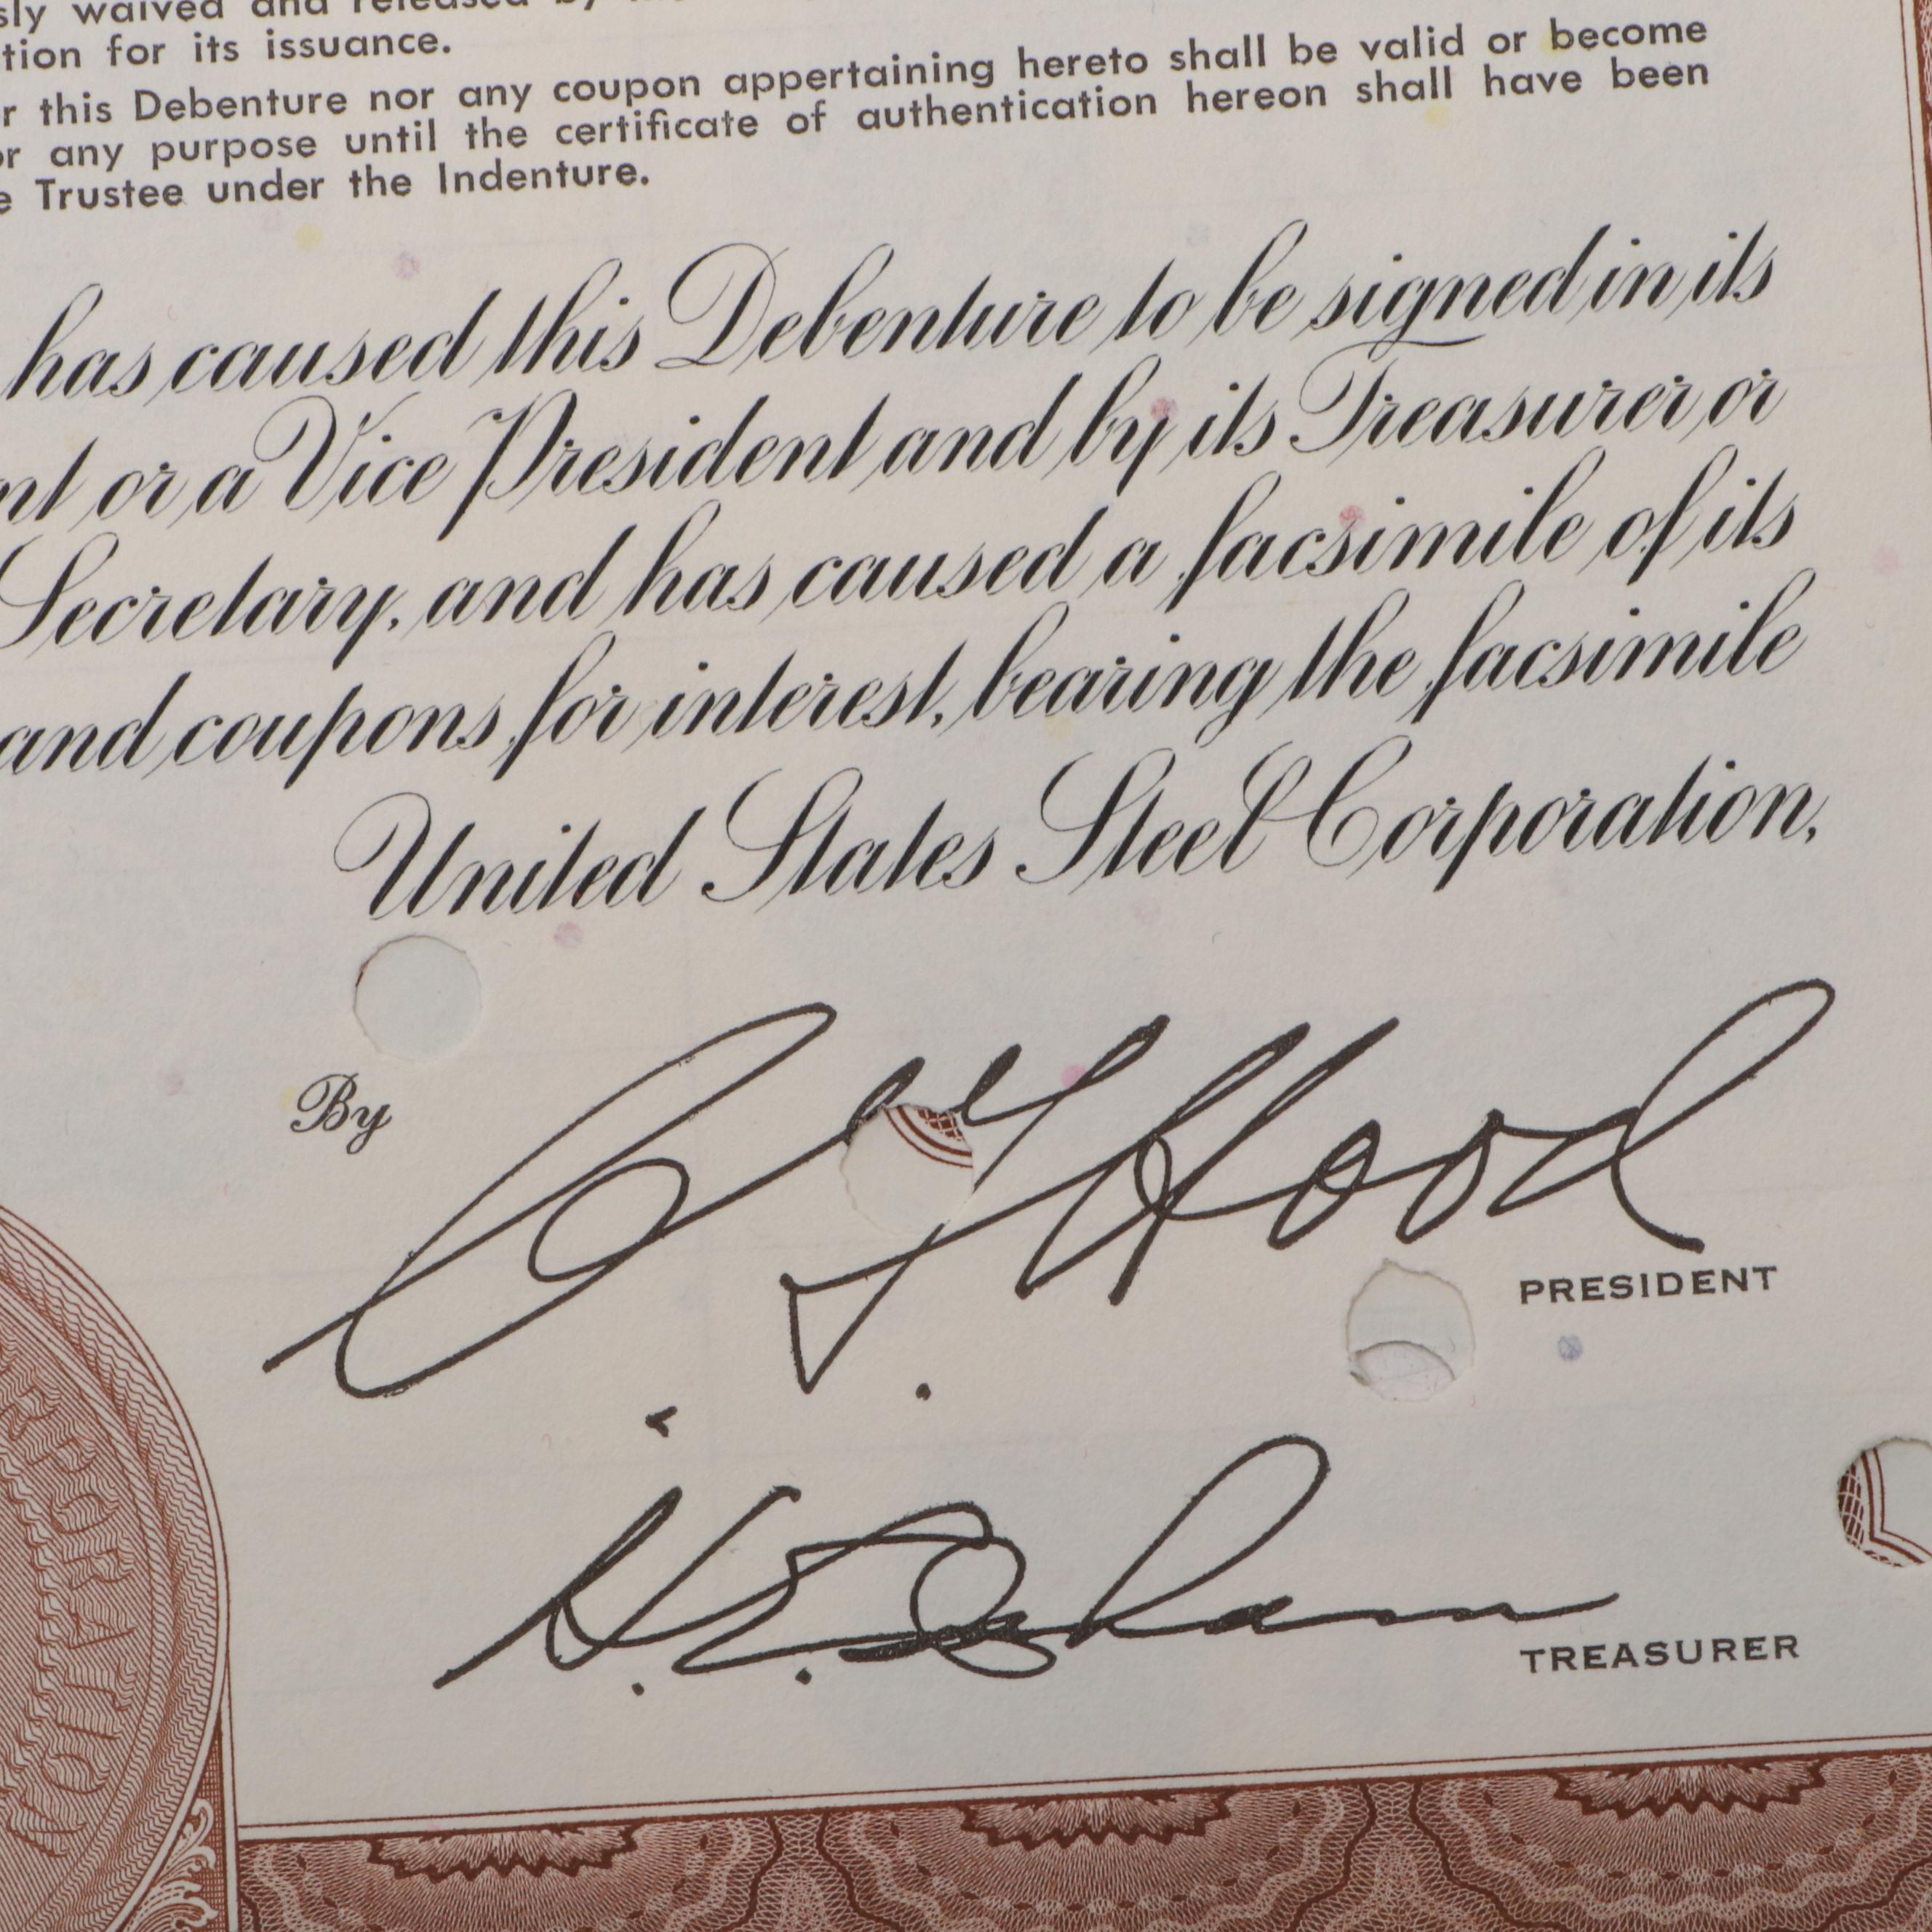 sly waived and released by
tion for its issuance.
r this Debenture nor any coupon appertaining hereto shall be valid or become
or any purpose until the certificate of authentication hereon shall have been
e Trustee under the Indenture.
has caused this Debenture to be signed in its
nt or a Vice President and by its Treasurer or
Secretary, and has caused a facsimile of its
and coupons for interest, bearing the facsimile
United States Steel Corporation,
By
Hood
PRESIDENT
H. E.
TREASURER
RPORATION